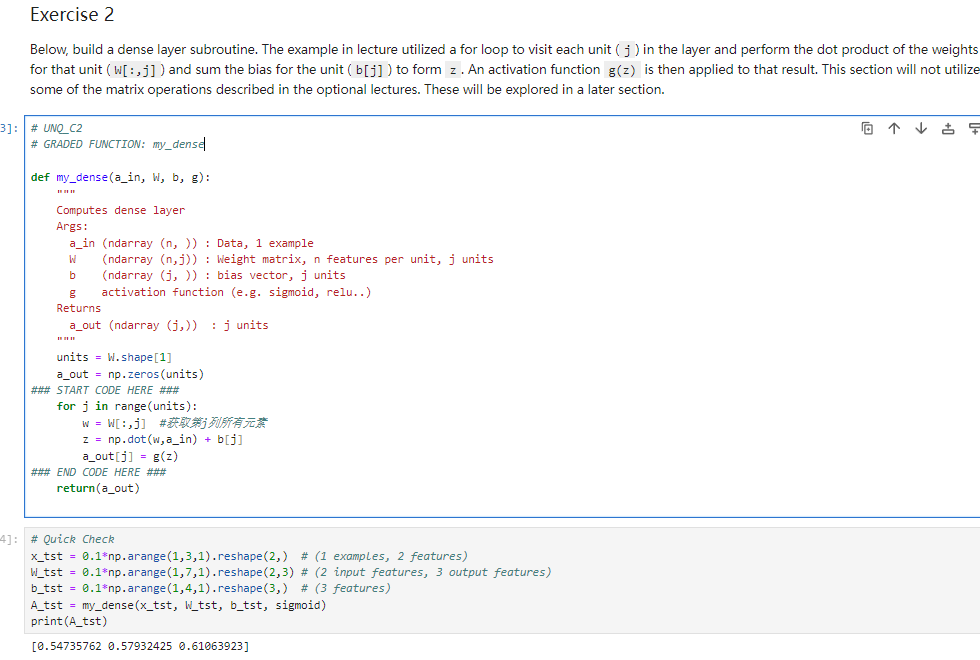 Exercise 2
Below, build a dense layer subroutine. The example in lecture utilized a for loop to visit each unit ( j ) in the layer and perform the dot product of the weights
for that unit ( W[:,j] ) and sum the bias for the unit ( b[j] ) to form z . An activation function g(z) is then applied to that result. This section will not utilize
some of the matrix operations described in the optional lectures. These will be explored in a later section.
3]:
# UNQ_C2
# GRADED FUNCTION: my_dense
def my_dense(a_in, W, b, g):
    """
    Computes dense layer
    Args:
      a_in (ndarray (n, )) : Data, 1 example
      W    (ndarray (n,j)) : Weight matrix, n features per unit, j units
      b    (ndarray (j, )) : bias vector, j units
      g    activation function (e.g. sigmoid, relu..)
    Returns
      a_out (ndarray (j,))  : j units
    """
    units = W.shape[1]
    a_out = np.zeros(units)
### START CODE HERE ###
    for j in range(units):
        w = W[:,j]  #获取第j列所有元素
        z = np.dot(w,a_in) + b[j]
        a_out[j] = g(z)
### END CODE HERE ###
    return(a_out)
4]:
# Quick Check
x_tst = 0.1*np.arange(1,3,1).reshape(2,)  # (1 examples, 2 features)
W_tst = 0.1*np.arange(1,7,1).reshape(2,3) # (2 input features, 3 output features)
b_tst = 0.1*np.arange(1,4,1).reshape(3,)  # (3 features)
A_tst = my_dense(x_tst, W_tst, b_tst, sigmoid)
print(A_tst)
[0.54735762 0.57932425 0.61063923]